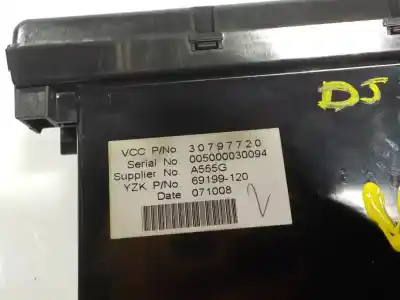 VCC P/No. 30797720
Serial No 005000030094
Supplier No A555G
YZK P/No. 69199-120
Date 071008
V
DJ